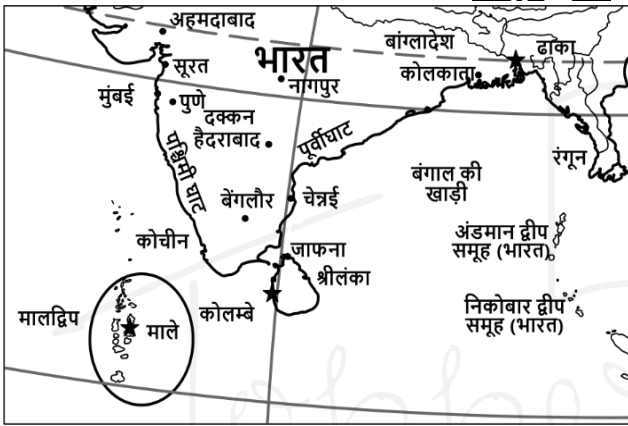 अहमदाबाद
बांग्लादेश
ढाका
सूरत
भारत
कोलकाता
नागपुर
मुंबई
पुणे
दक्कन
हैदराबाद
पूर्वीघाट
पश्चिमी घाट
रंगून
बंगाल की
खाड़ी
बेंगलौर
चेन्नई
अंडमान द्वीप
समूह (भारत)
कोचीन
जाफना
श्रीलंका
मालद्विप
माले
कोलम्बे
निकोबार द्वीप
समूह (भारत)